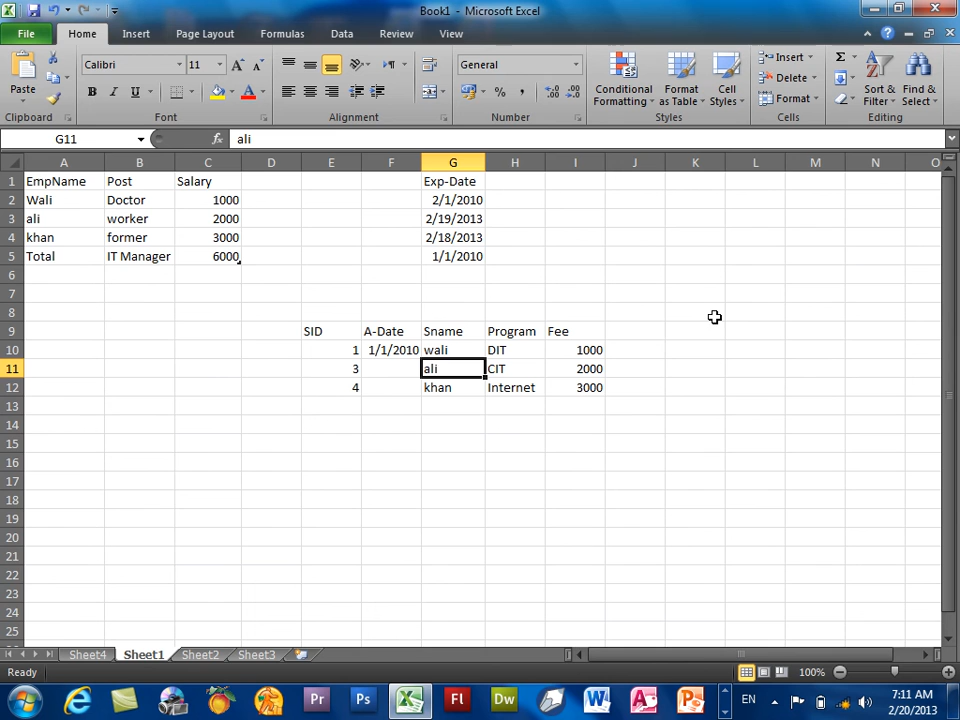 Book1 - Microsoft Excel
File Home Insert Page Layout Formulas Data Review View
Paste
Calibri 11
B I U A
General
$ % ,
Conditional Formatting
Format as Table
Cell Styles
Insert
Delete
Format
Sort & Filter
Find & Select
Clipboard Font Alignment Number Styles Cells Editing
G11 fx ali
A B C D E F G H I J K L M N O
1 EmpName Post Salary Exp-Date
2 Wali Doctor 1000 2/1/2010
3 ali worker 2000 2/19/2013
4 khan former 3000 2/18/2013
5 Total IT Manager 6000 1/1/2010
6
7
8
9 SID A-Date Sname Program Fee
10 1 1/1/2010 wali DIT 1000
11 3 ali CIT 2000
12 4 khan Internet 3000
13
14
15
16
17
18
19
20
21
22
23
24
25
Sheet4 Sheet1 Sheet2 Sheet3
Ready 100%
Pr Ps Fl Dw W A P EN 7:11 AM
2/20/2013